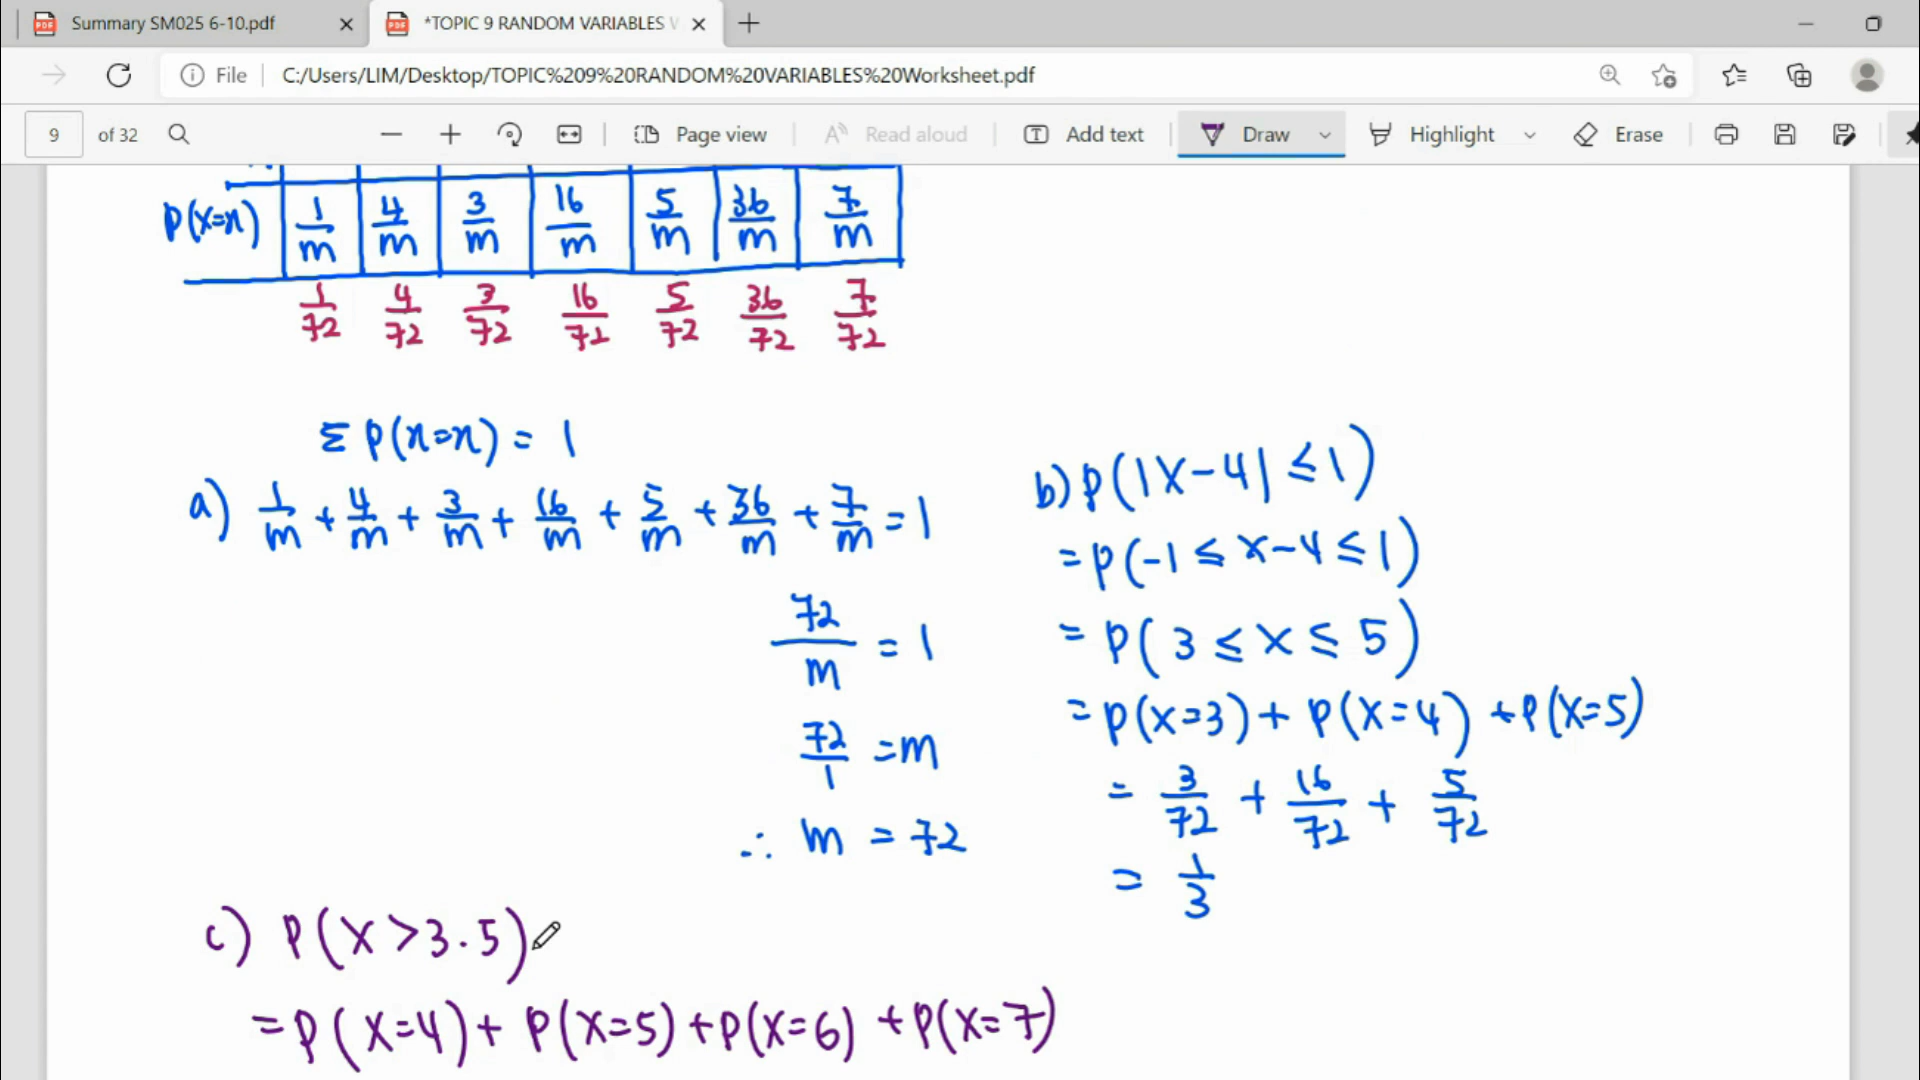 Summary SM025 6-10.pdf
*TOPIC 9 RANDOM VARIABLES
File C:/Users/LIM/Desktop/TOPIC%209%20RANDOM%20VARIABLES%20Worksheet.pdf
9 of 32 Page view Read aloud Add text Draw Highlight Erase
P(X=x) 1/m 4/m 3/m 16/m 5/m 36/m 7/m
1/72 4/72 3/72 16/72 5/72 36/72 7/72
Σ P(x=x) = 1
a) 1/m + 4/m + 3/m + 16/m + 5/m + 36/m + 7/m = 1
72/m = 1
72/1 = m
∴ m = 72
b) P(|X-4| ≤ 1)
= P(-1 ≤ x-4 ≤ 1)
= P(3 ≤ x ≤ 5)
= P(X=3) + P(X=4) + P(X=5)
= 3/72 + 16/72 + 5/72
= 1/3
c) P(X > 3.5)
= P(X=4) + P(X=5) + P(X=6) + P(X=7)